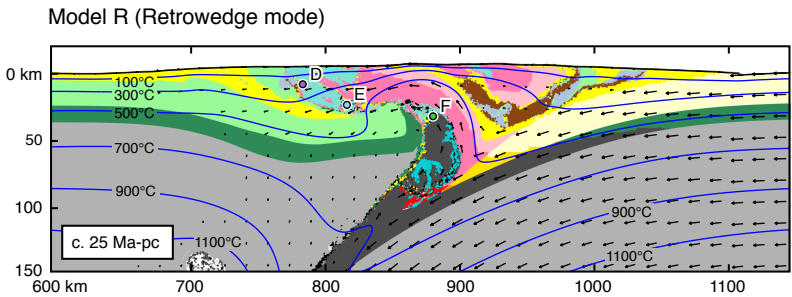 Model R (Retrowedge mode)
0 km
50
100
150
100°C
300°C
500°C
700°C
900°C
1100°C
D
E
F
900°C
1100°C
c. 25 Ma-pc
600 km
700
800
900
1000
1100